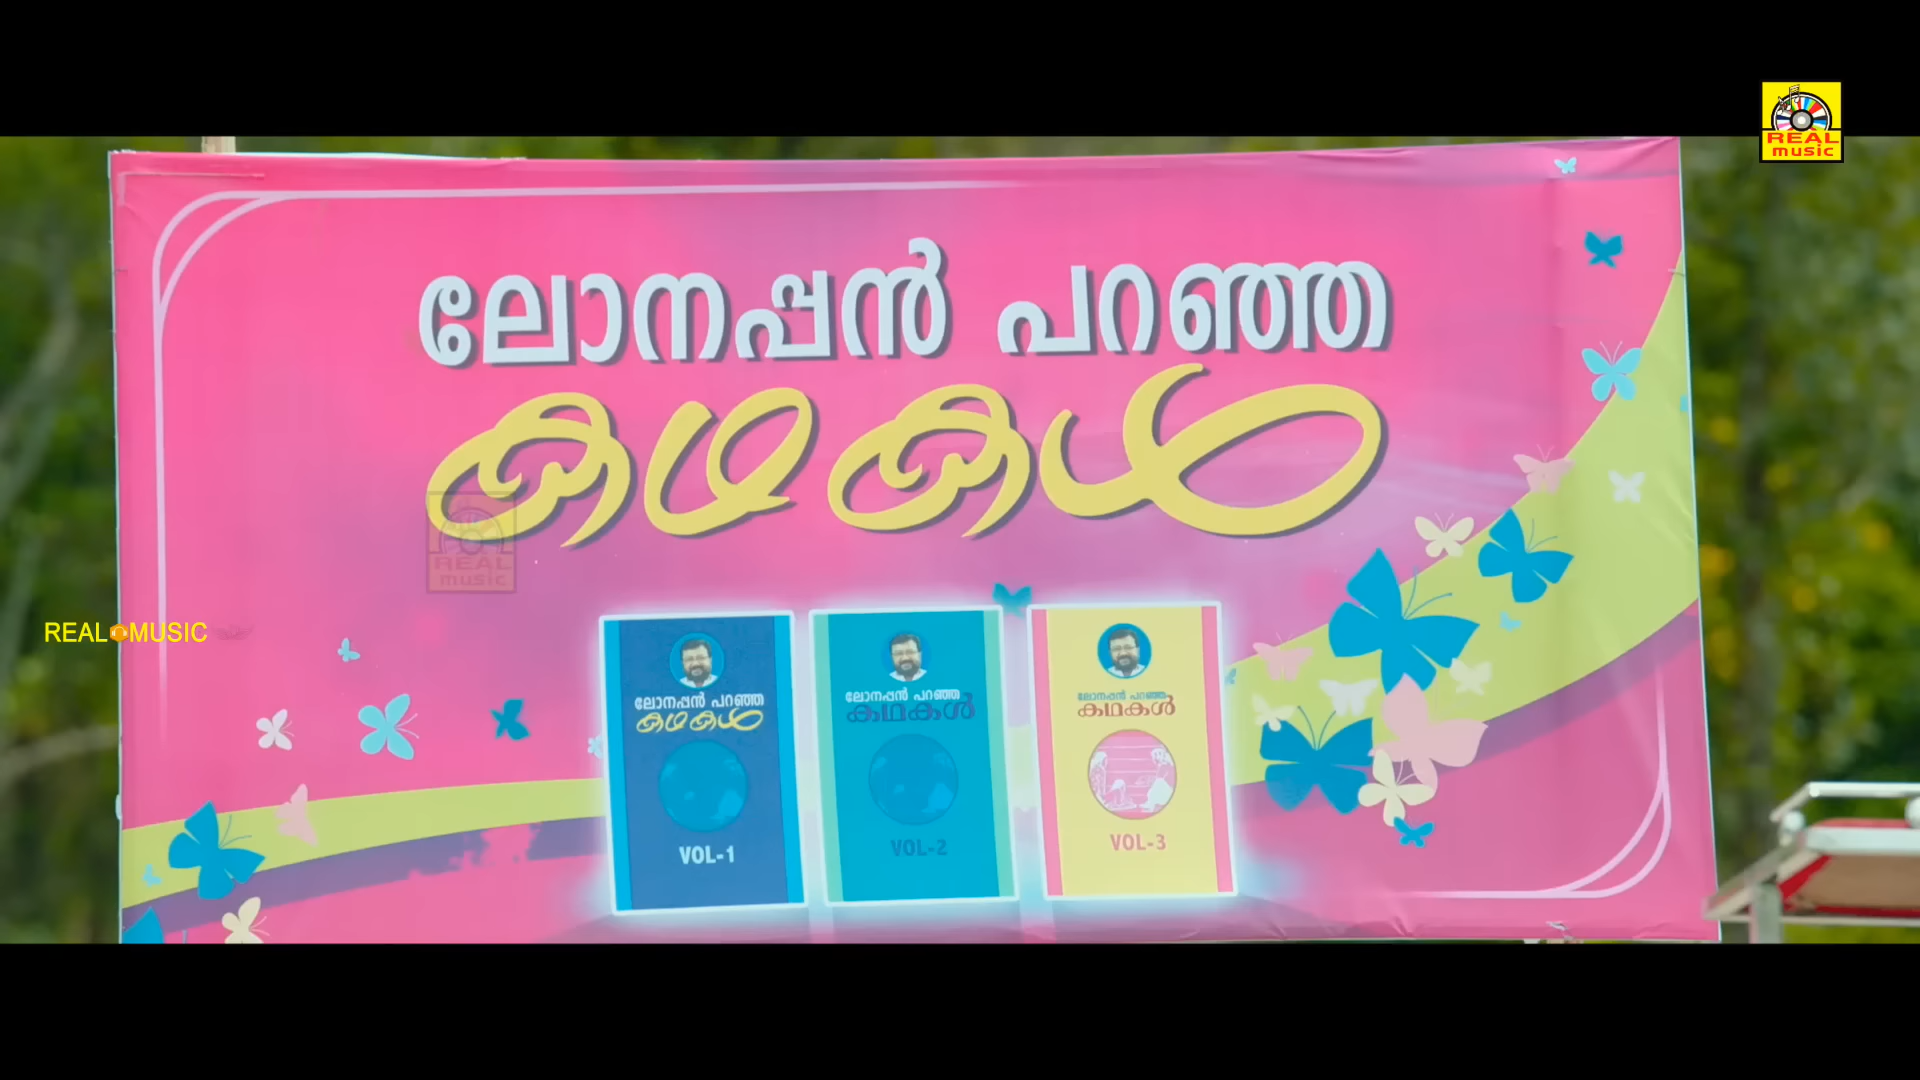 REAL
music
ലോനപ്പൻ പറഞ്ഞ
കഥകൾ
REAL
music
REAL MUSIC
ലോനപ്പൻ പറഞ്ഞ
കഥകൾ
VOL-1
ലോനപ്പൻ പറഞ്ഞ
കഥകൾ
VOL-2
ലോനപ്പൻ പറഞ്ഞ
കഥകൾ
VOL-3